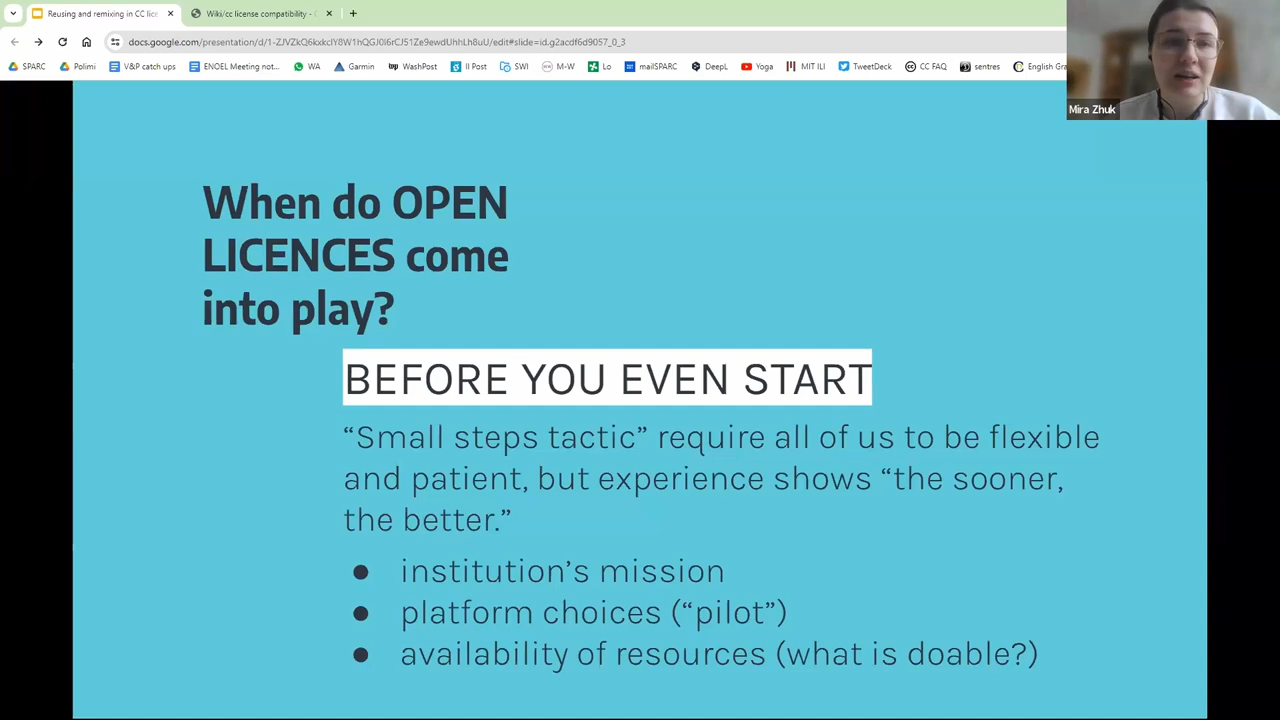 Reusing and remixing in CC lice
Wiki/cc license compatibility - C
docs.google.com/presentation/d/1-ZJVZkQ6kxkcIY8W1hQGJ0I6rCJ51Ze9ewdUhhLh8uU/edit#slide=id.g2acdf6d9057_0_3
SPARC
Polimi
V&P catch ups
ENOEL Meeting not...
WA
Garmin
WashPost
Il Post
SWI
M-W
Lo
mailSPARC
DeepL
Yoga
MIT ILI
TweetDeck
CC FAQ
sentres
English Gra
Mira Zhuk
When do OPEN
LICENCES come
into play?
BEFORE YOU EVEN START
“Small steps tactic” require all of us to be flexible
and patient, but experience shows “the sooner,
the better.”
● institution’s mission
● platform choices (“pilot”)
● availability of resources (what is doable?)